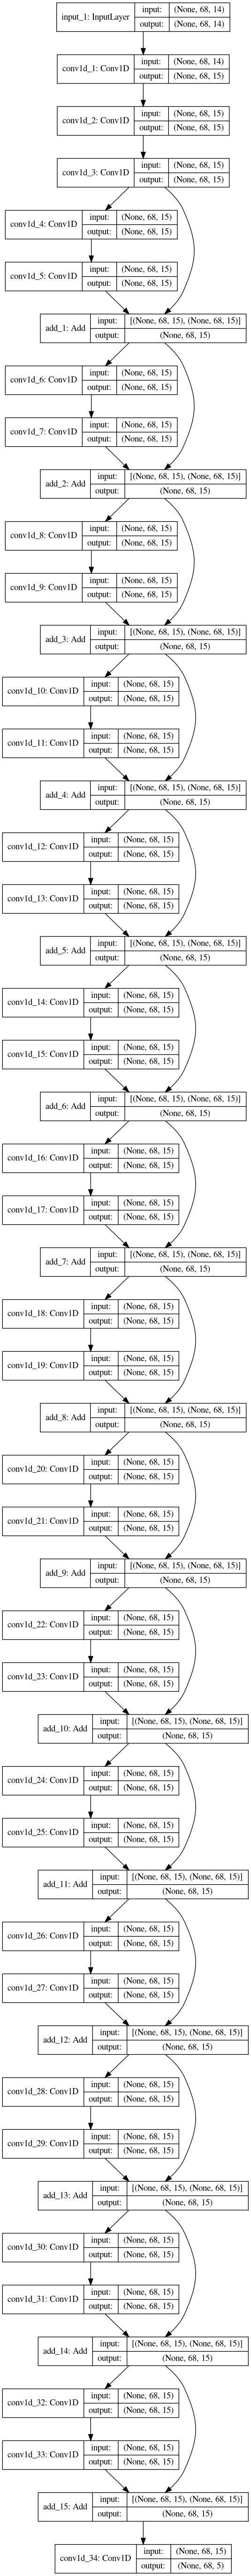 input_1: InputLayer input: (None, 68, 14)
output: (None, 68, 14)
conv1d_1: Conv1D input: (None, 68, 14)
output: (None, 68, 15)
conv1d_2: Conv1D input: (None, 68, 15)
output: (None, 68, 15)
conv1d_3: Conv1D input: (None, 68, 15)
output: (None, 68, 15)
conv1d_4: Conv1D input: (None, 68, 15)
output: (None, 68, 15)
conv1d_5: Conv1D input: (None, 68, 15)
output: (None, 68, 15)
add_1: Add input: [(None, 68, 15), (None, 68, 15)]
output: (None, 68, 15)
conv1d_6: Conv1D input: (None, 68, 15)
output: (None, 68, 15)
conv1d_7: Conv1D input: (None, 68, 15)
output: (None, 68, 15)
add_2: Add input: [(None, 68, 15), (None, 68, 15)]
output: (None, 68, 15)
conv1d_8: Conv1D input: (None, 68, 15)
output: (None, 68, 15)
conv1d_9: Conv1D input: (None, 68, 15)
output: (None, 68, 15)
add_3: Add input: [(None, 68, 15), (None, 68, 15)]
output: (None, 68, 15)
conv1d_10: Conv1D input: (None, 68, 15)
output: (None, 68, 15)
conv1d_11: Conv1D input: (None, 68, 15)
output: (None, 68, 15)
add_4: Add input: [(None, 68, 15), (None, 68, 15)]
output: (None, 68, 15)
conv1d_12: Conv1D input: (None, 68, 15)
output: (None, 68, 15)
conv1d_13: Conv1D input: (None, 68, 15)
output: (None, 68, 15)
add_5: Add input: [(None, 68, 15), (None, 68, 15)]
output: (None, 68, 15)
conv1d_14: Conv1D input: (None, 68, 15)
output: (None, 68, 15)
conv1d_15: Conv1D input: (None, 68, 15)
output: (None, 68, 15)
add_6: Add input: [(None, 68, 15), (None, 68, 15)]
output: (None, 68, 15)
conv1d_16: Conv1D input: (None, 68, 15)
output: (None, 68, 15)
conv1d_17: Conv1D input: (None, 68, 15)
output: (None, 68, 15)
add_7: Add input: [(None, 68, 15), (None, 68, 15)]
output: (None, 68, 15)
conv1d_18: Conv1D input: (None, 68, 15)
output: (None, 68, 15)
conv1d_19: Conv1D input: (None, 68, 15)
output: (None, 68, 15)
add_8: Add input: [(None, 68, 15), (None, 68, 15)]
output: (None, 68, 15)
conv1d_20: Conv1D input: (None, 68, 15)
output: (None, 68, 15)
conv1d_21: Conv1D input: (None, 68, 15)
output: (None, 68, 15)
add_9: Add input: [(None, 68, 15), (None, 68, 15)]
output: (None, 68, 15)
conv1d_22: Conv1D input: (None, 68, 15)
output: (None, 68, 15)
conv1d_23: Conv1D input: (None, 68, 15)
output: (None, 68, 15)
add_10: Add input: [(None, 68, 15), (None, 68, 15)]
output: (None, 68, 15)
conv1d_24: Conv1D input: (None, 68, 15)
output: (None, 68, 15)
conv1d_25: Conv1D input: (None, 68, 15)
output: (None, 68, 15)
add_11: Add input: [(None, 68, 15), (None, 68, 15)]
output: (None, 68, 15)
conv1d_26: Conv1D input: (None, 68, 15)
output: (None, 68, 15)
conv1d_27: Conv1D input: (None, 68, 15)
output: (None, 68, 15)
add_12: Add input: [(None, 68, 15), (None, 68, 15)]
output: (None, 68, 15)
conv1d_28: Conv1D input: (None, 68, 15)
output: (None, 68, 15)
conv1d_29: Conv1D input: (None, 68, 15)
output: (None, 68, 15)
add_13: Add input: [(None, 68, 15), (None, 68, 15)]
output: (None, 68, 15)
conv1d_30: Conv1D input: (None, 68, 15)
output: (None, 68, 15)
conv1d_31: Conv1D input: (None, 68, 15)
output: (None, 68, 15)
add_14: Add input: [(None, 68, 15), (None, 68, 15)]
output: (None, 68, 15)
conv1d_32: Conv1D input: (None, 68, 15)
output: (None, 68, 15)
conv1d_33: Conv1D input: (None, 68, 15)
output: (None, 68, 15)
add_15: Add input: [(None, 68, 15), (None, 68, 15)]
output: (None, 68, 15)
conv1d_34: Conv1D input: (None, 68, 15)
output: (None, 68, 5)